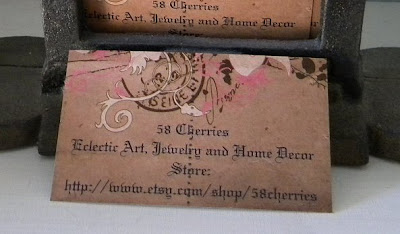 58 Cherries
Eclectic Art, Jewelry and Home Decor
Store:
58 Cherries
Eclectic Art, Jewelry and Home Decor
Store:
http://www.etsy.com/shop/58cherries